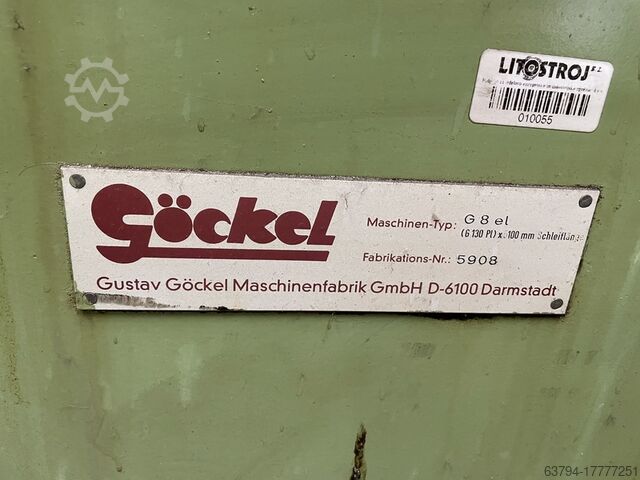 LITOSTROJ
010055
Göckel
Maschinen-Typ: G 8 el
(G 130 Pl) x 100 mm Schleiflänge
Fabrikations-Nr.: 5908
Gustav Göckel Maschinenfabrik GmbH D-6100 Darmstadt
63794-17777251